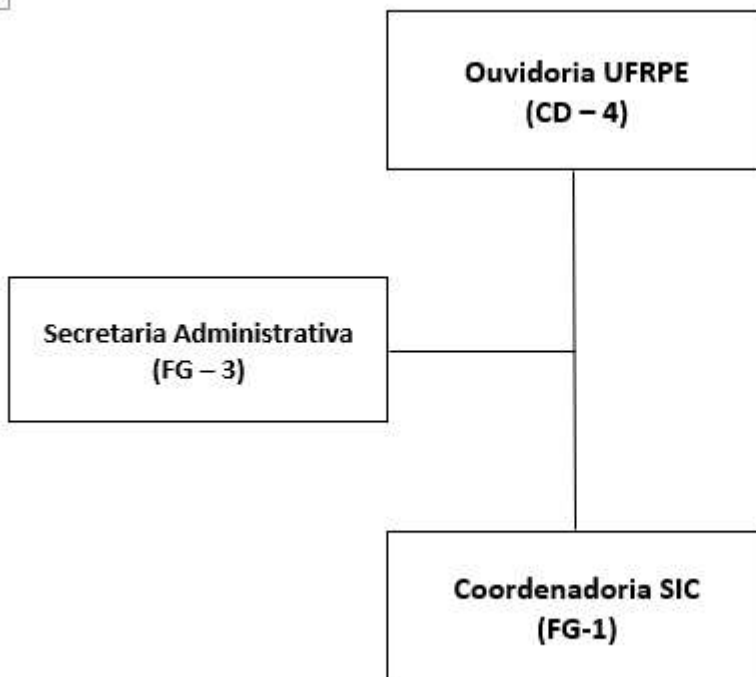 Ouvidoria UFRPE
(CD – 4)
Secretaria Administrativa
(FG – 3)
Coordenadoria SIC
(FG-1)